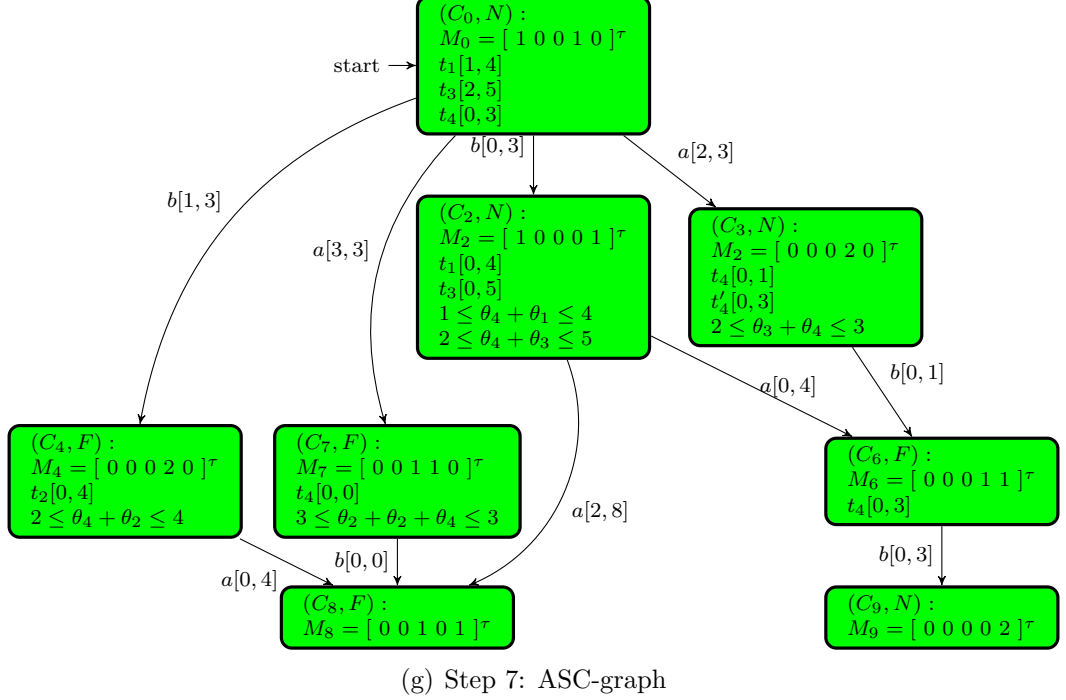 (C₀, N) :
M₀ = [ 1 0 0 1 0 ]^τ
t₁[1, 4]
t₃[2, 5]
t₄[0, 3]
start
b[1, 3]
a[3, 3]
b[0, 3]
a[2, 3]
(C₂, N) :
M₂ = [ 1 0 0 0 1 ]^τ
t₁[0, 4]
t₃[0, 5]
1 ≤ θ₄ + θ₁ ≤ 4
2 ≤ θ₄ + θ₃ ≤ 5
(C₃, N) :
M₂ = [ 0 0 0 2 0 ]^τ
t₄[0, 1]
t′₄[0, 3]
2 ≤ θ₃ + θ₄ ≤ 3
a[0, 4]
b[0, 1]
a[2, 8]
(C₄, F) :
M₄ = [ 0 0 0 2 0 ]^τ
t₂[0, 4]
2 ≤ θ₄ + θ₂ ≤ 4
(C₇, F) :
M₇ = [ 0 0 1 1 0 ]^τ
t₄[0, 0]
3 ≤ θ₂ + θ₂ + θ₄ ≤ 3
(C₆, F) :
M₆ = [ 0 0 0 1 1 ]^τ
t₄[0, 3]
a[0, 4]
b[0, 0]
b[0, 3]
(C₈, F) :
M₈ = [ 0 0 1 0 1 ]^τ
(C₉, N) :
M₉ = [ 0 0 0 0 2 ]^τ
(g) Step 7: ASC-graph